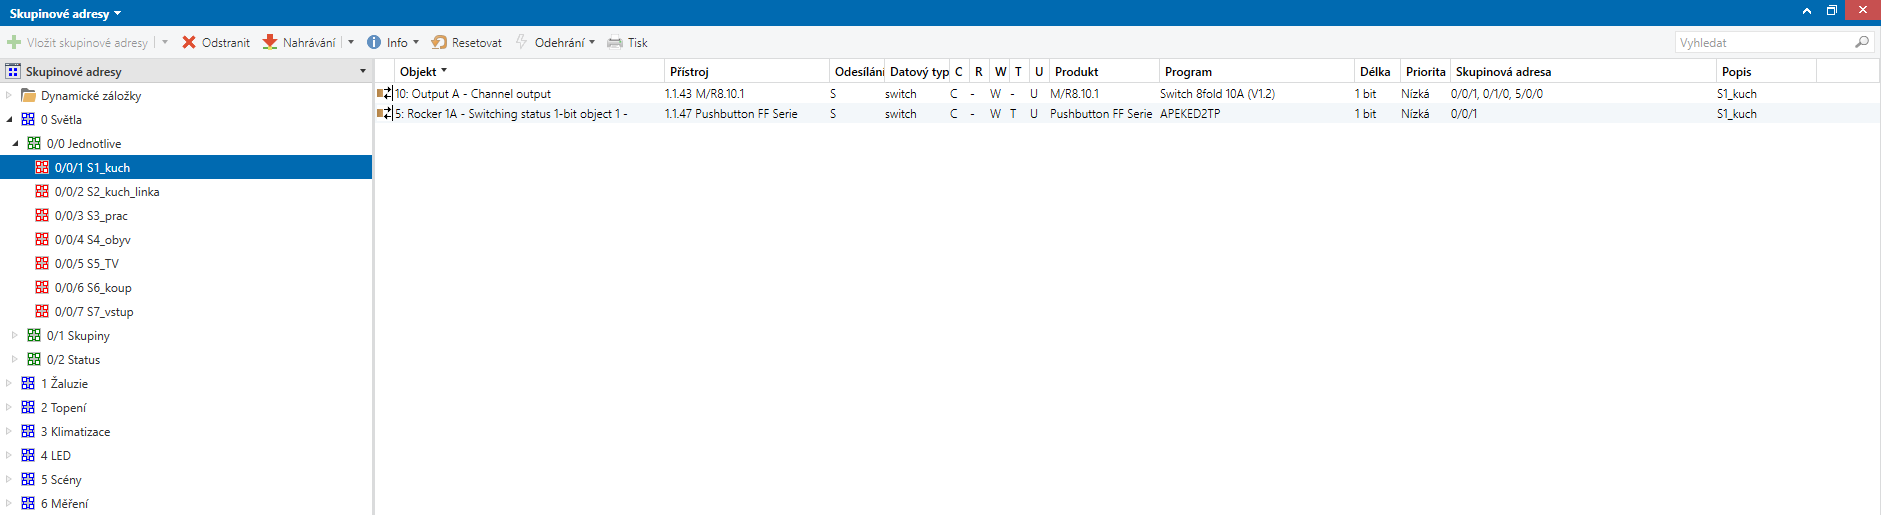 Skupinové adresy
Vložit skupinové adresy Odstranit Nahrávání Info Resetovat Odehrání Tisk Vyhledat
Skupinové adresy
Dynamické záložky
0 Světla
0/0 Jednotlive
0/0/1 S1_kuch
0/0/2 S2_kuch_linka
0/0/3 S3_prac
0/0/4 S4_obyv
0/0/5 S5_TV
0/0/6 S6_koup
0/0/7 S7_vstup
0/1 Skupiny
0/2 Status
1 Žaluzie
2 Topení
3 Klimatizace
4 LED
5 Scény
6 Měření
Objekt Přístroj Odesílání Datový typ C R W T U Produkt Program Délka Priorita Skupinová adresa Popis
10: Output A - Channel output 1.1.43 M/R8.10.1 S switch C - W - U M/R8.10.1 Switch 8fold 10A (V1.2) 1 bit Nízká 0/0/1, 0/1/0, 5/0/0 S1_kuch
5: Rocker 1A - Switching status 1-bit object 1 - 1.1.47 Pushbutton FF Serie S switch C - W T U Pushbutton FF Serie APEKED2TP 1 bit Nízká 0/0/1 S1_kuch